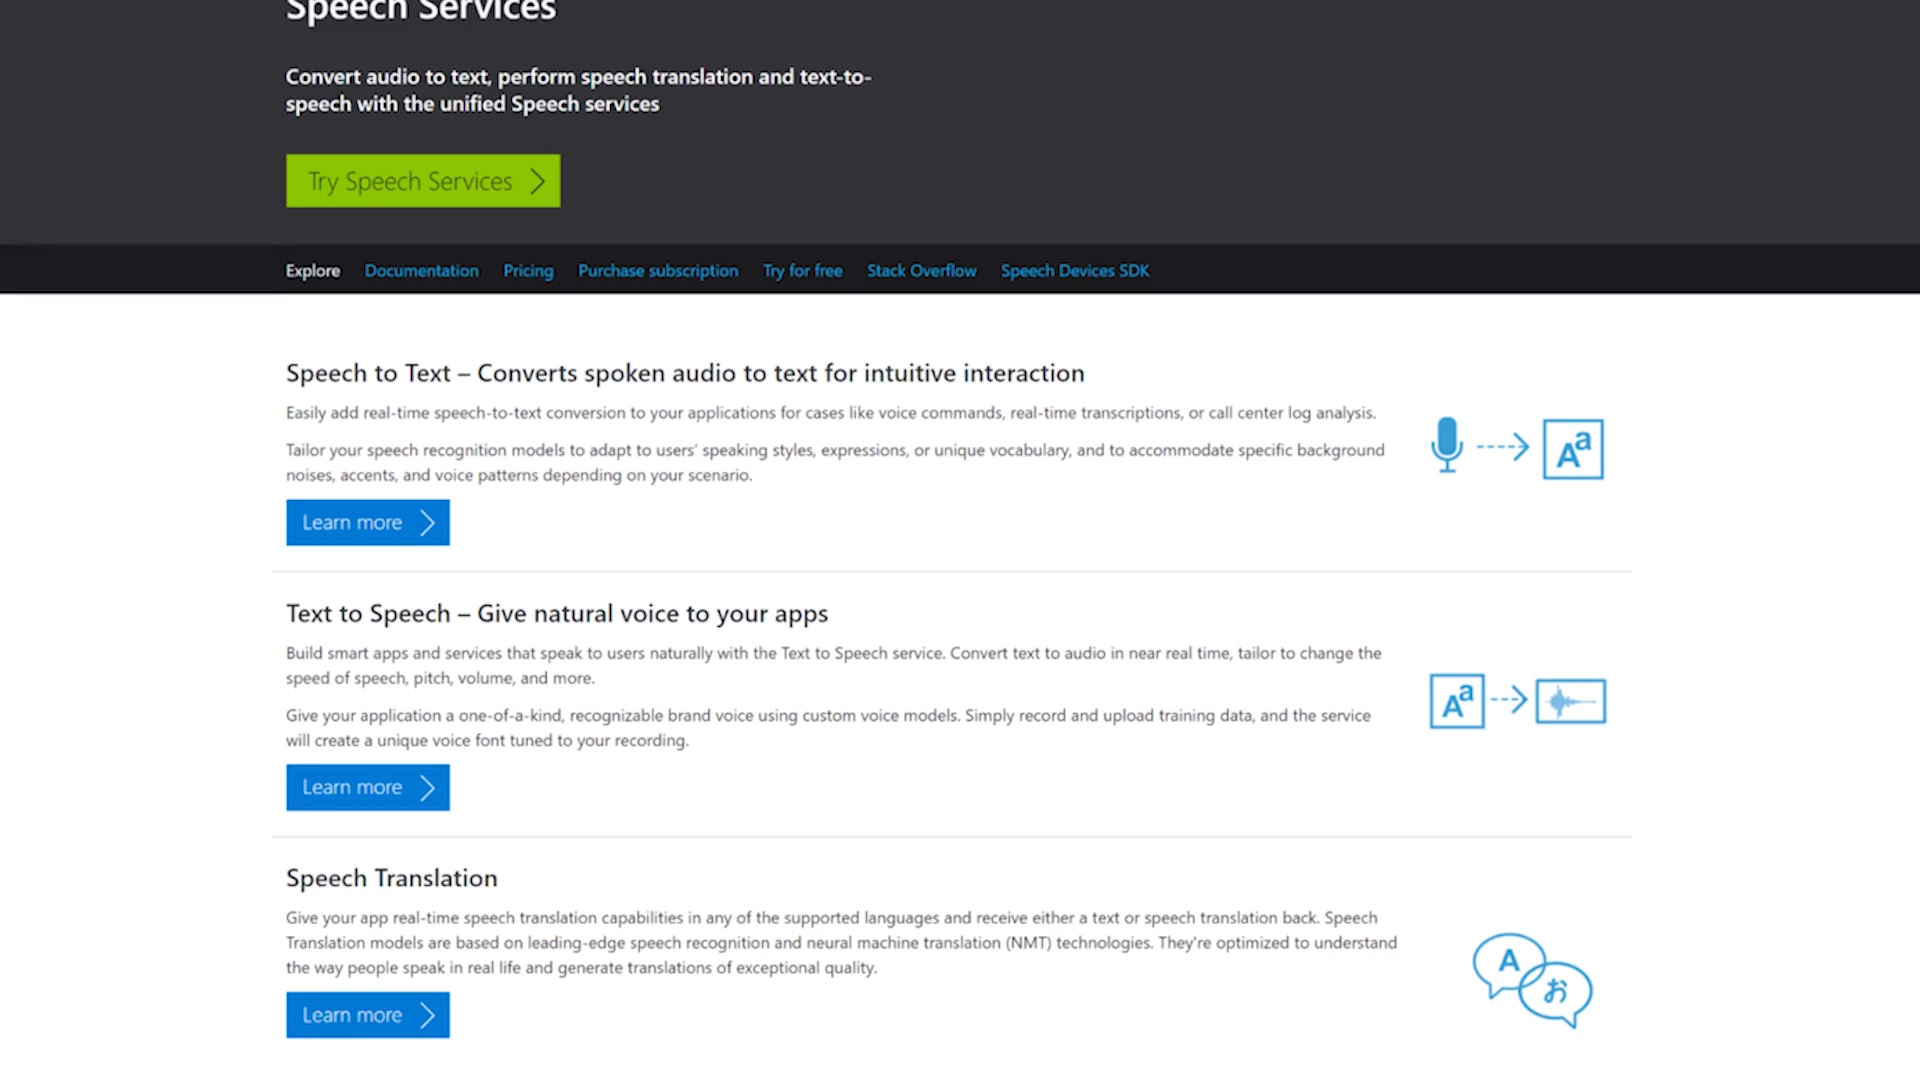 Speech Services
Convert audio to text, perform speech translation and text-to-
speech with the unified Speech services
Try Speech Services
Explore Documentation Pricing Purchase subscription Try for free Stack Overflow Speech Devices SDK
Speech to Text – Converts spoken audio to text for intuitive interaction
Easily add real-time speech-to-text conversion to your applications for cases like voice commands, real-time transcriptions, or call center log analysis.
Tailor your speech recognition models to adapt to users' speaking styles, expressions, or unique vocabulary, and to accommodate specific background
noises, accents, and voice patterns depending on your scenario.
Aa
Learn more
Text to Speech – Give natural voice to your apps
Build smart apps and services that speak to users naturally with the Text to Speech service. Convert text to audio in near real time, tailor to change the
speed of speech, pitch, volume, and more.
Aa
Give your application a one-of-a-kind, recognizable brand voice using custom voice models. Simply record and upload training data, and the service
will create a unique voice font tuned to your recording.
Learn more
Speech Translation
Give your app real-time speech translation capabilities in any of the supported languages and receive either a text or speech translation back. Speech
Translation models are based on leading-edge speech recognition and neural machine translation (NMT) technologies. They're optimized to understand
the way people speak in real life and generate translations of exceptional quality.
A
お
Learn more